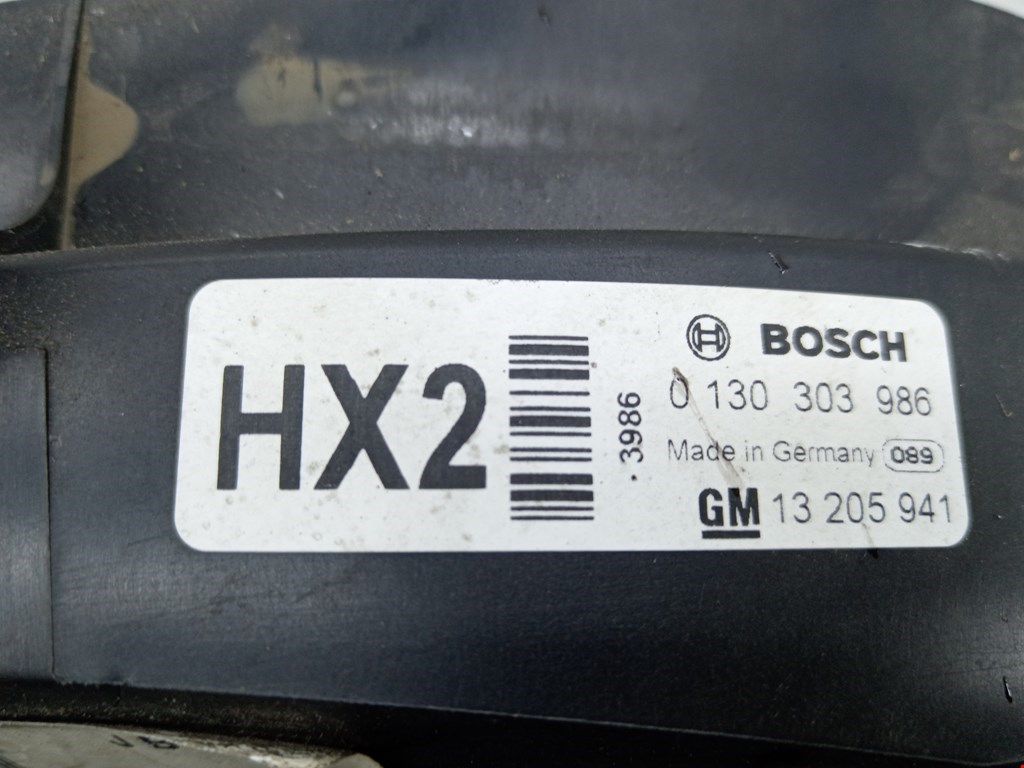 HX2
.3986
BOSCH
0 130 303 986
Made in Germany 089
GM 13 205 941